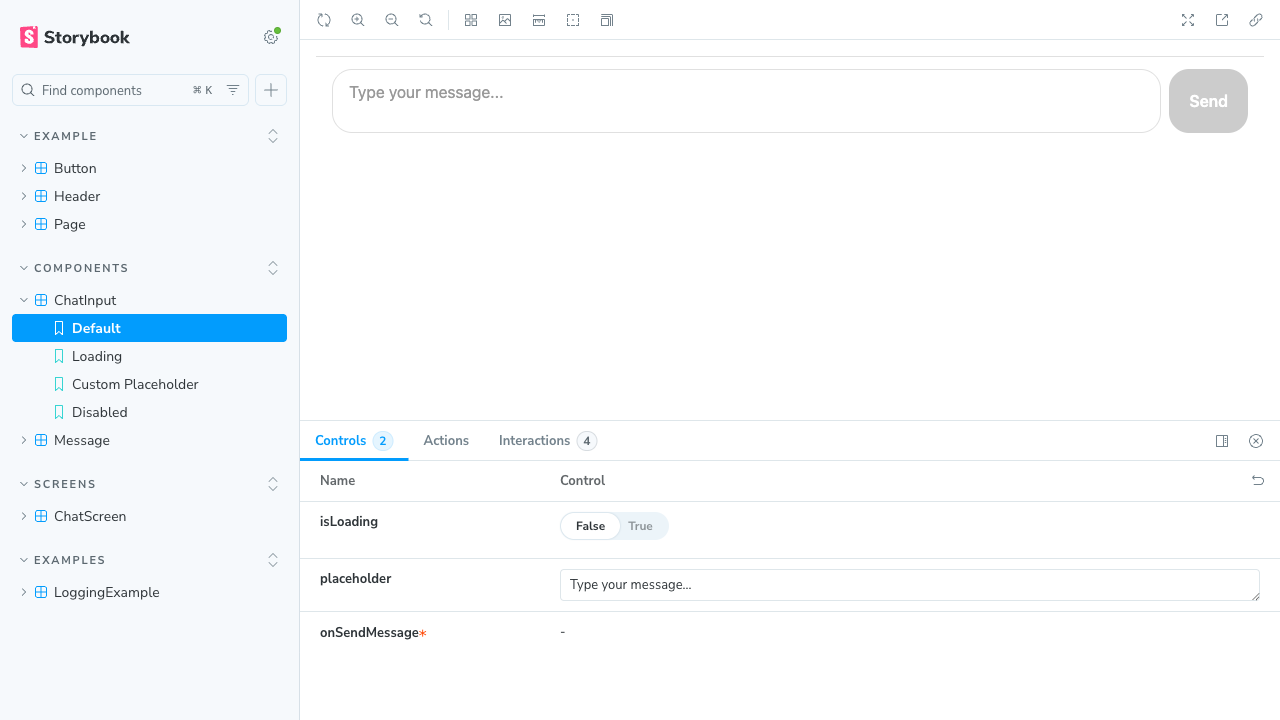 Storybook
Find components
⌘ K
EXAMPLE
Button
Header
Page
COMPONENTS
ChatInput
Default
Loading
Custom Placeholder
Disabled
Message
SCREENS
ChatScreen
EXAMPLES
LoggingExample
Type your message...
Send
Controls 2 Actions Interactions 4
Name Control
isLoading False True
placeholder Type your message...
onSendMessage* -